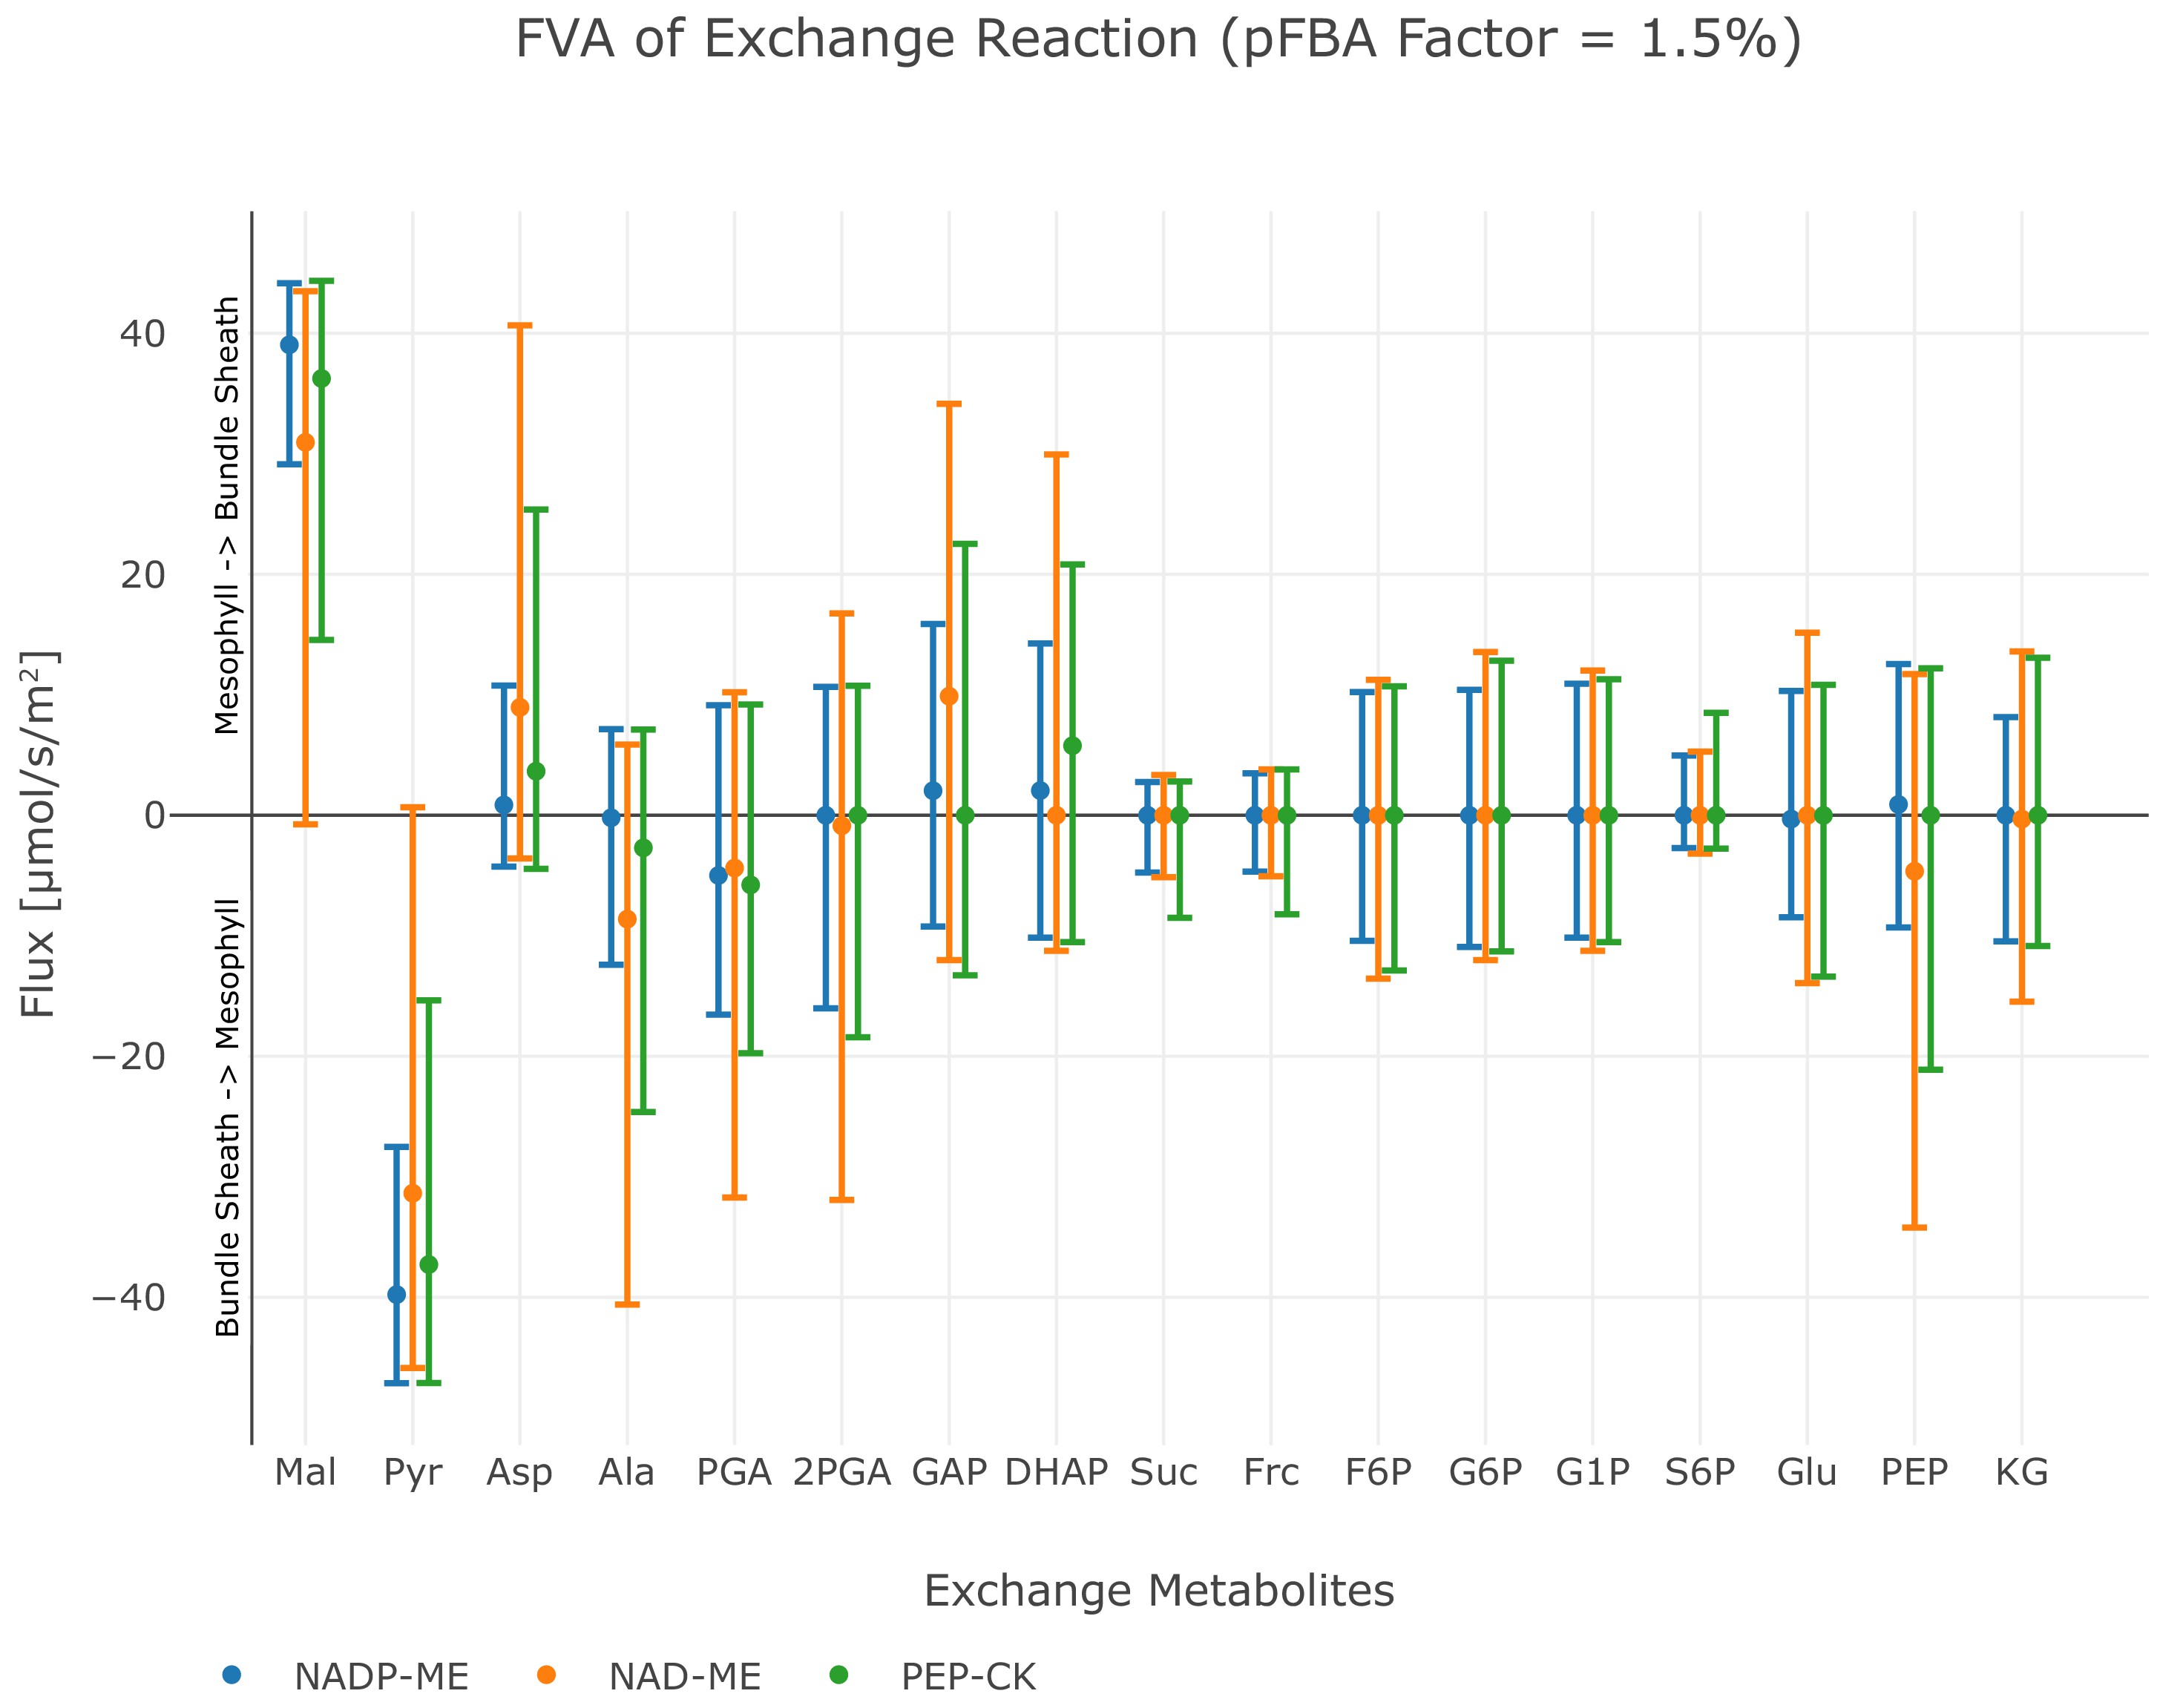 FVA of Exchange Reaction (pFBA Factor = 1.5%)
Flux [µmol/s/m²]
Mesophyll -> Bundle Sheath
Bundle Sheath -> Mesophyll
40
20
0
−20
−40
Mal Pyr Asp Ala PGA 2PGA GAP DHAP Suc Frc F6P G6P G1P S6P Glu PEP KG
Exchange Metabolites
NADP-ME NAD-ME PEP-CK